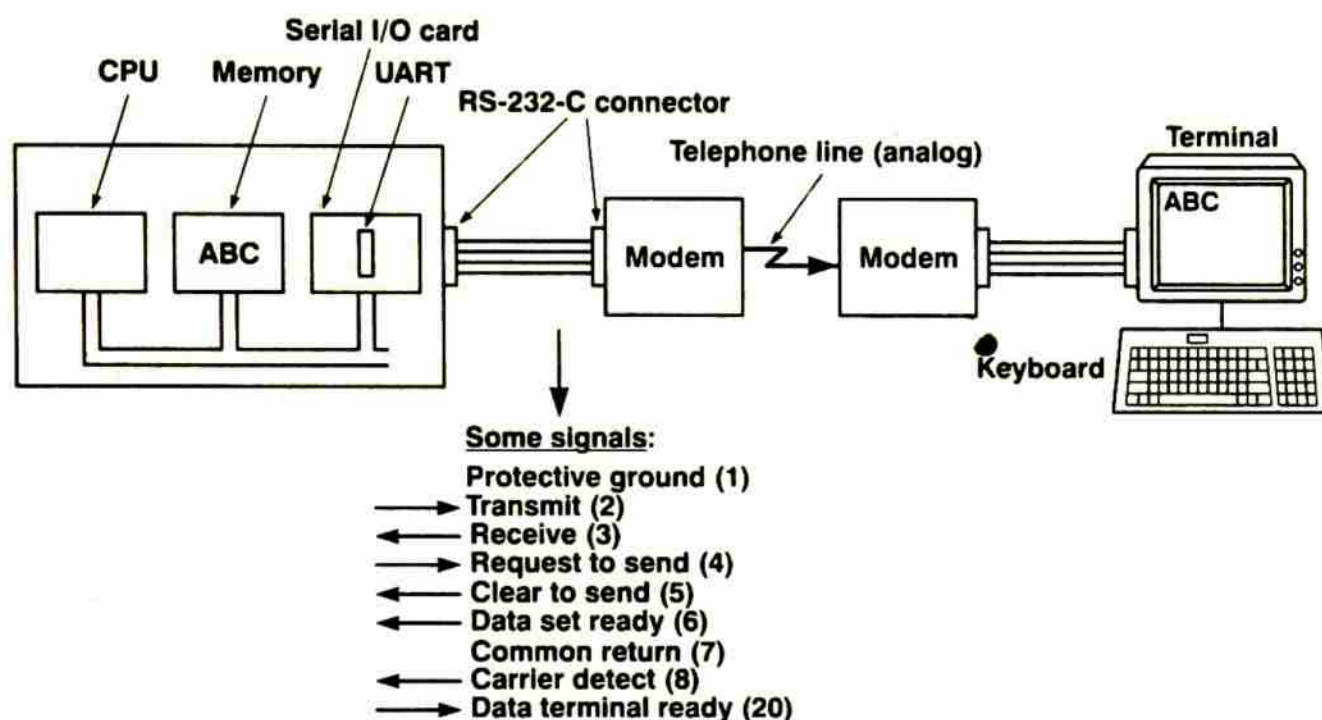 Serial I/O card
CPU
Memory
UART
RS-232-C connector
Telephone line (analog)
Terminal
ABC
Modem
Modem
ABC
Keyboard
Some signals:
Protective ground (1)
Transmit (2)
Receive (3)
Request to send (4)
Clear to send (5)
Data set ready (6)
Common return (7)
Carrier detect (8)
Data terminal ready (20)